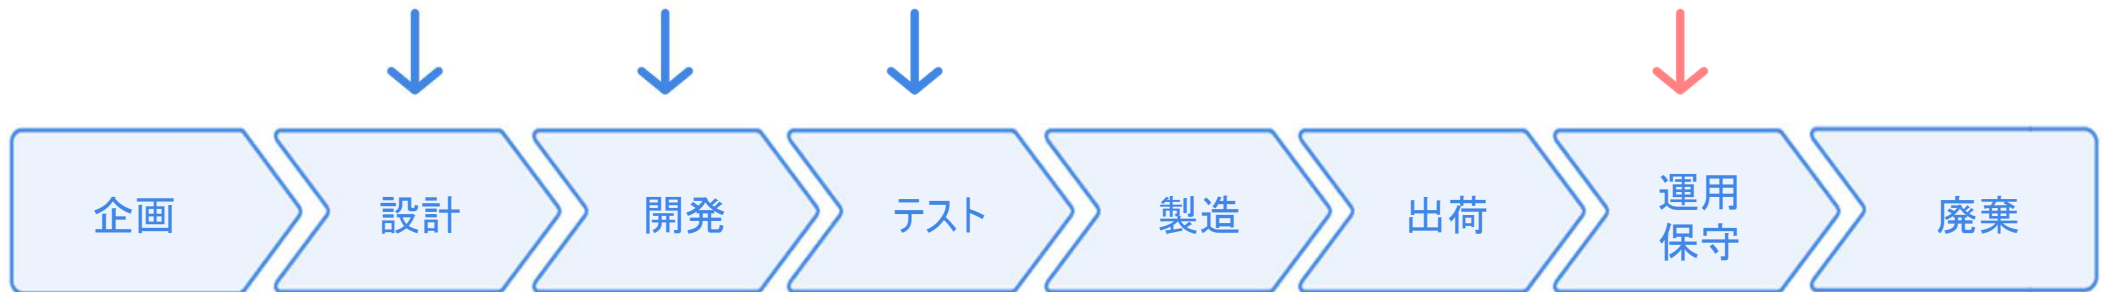 企画
設計
開発
テスト
製造
出荷
運用
保守
廃棄